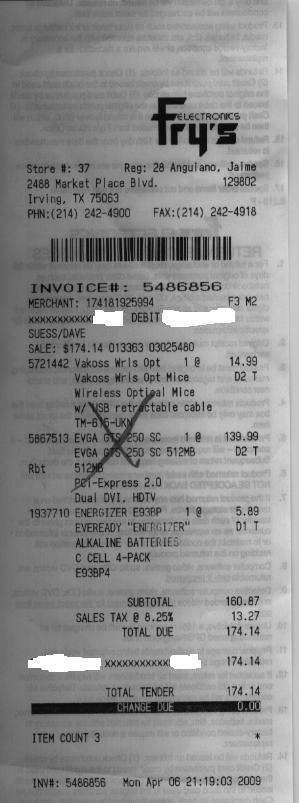 Fry's ELECTRONICS
Store #: 37 Reg: 28 Anguiano, Jaime
2488 Market Place Blvd. 129802
Irving, TX 75063
PHN:(214) 242-4900 FAX:(214) 242-4918
INVOICE#: 5486856
MERCHANT: 174181925994 F3 M2
xxxxxxxxxxxx DEBIT
SUESS/DAVE
SALE: $174.14 013363 03025480
5721442 Vakoss Wrls Opt 1 @ 14.99
Vakoss Wrls Opt Mice D2 T
Wireless Optical Mice
w/ USB retractable cable
TM-615-UKN
5867513 EVGA GTS 250 SC 1 @ 139.99
EVGA GTS 250 SC 512MB D2 T
Rbt 512MB
PCI-Express 2.0
Dual DVI, HDTV
1937710 ENERGIZER E93BP 1 @ 5.89
EVEREADY "ENERGIZER" D1 T
ALKALINE BATTERIES
C CELL 4-PACK
E93BP4
SUBTOTAL 160.87
SALES TAX @ 8.25% 13.27
TOTAL DUE 174.14
xxxxxxxxxxxx 174.14
TOTAL TENDER 174.14
CHANGE DUE 0.00
ITEM COUNT 3 *
INV#: 5486856 Mon Apr 06 21:19:03 2009